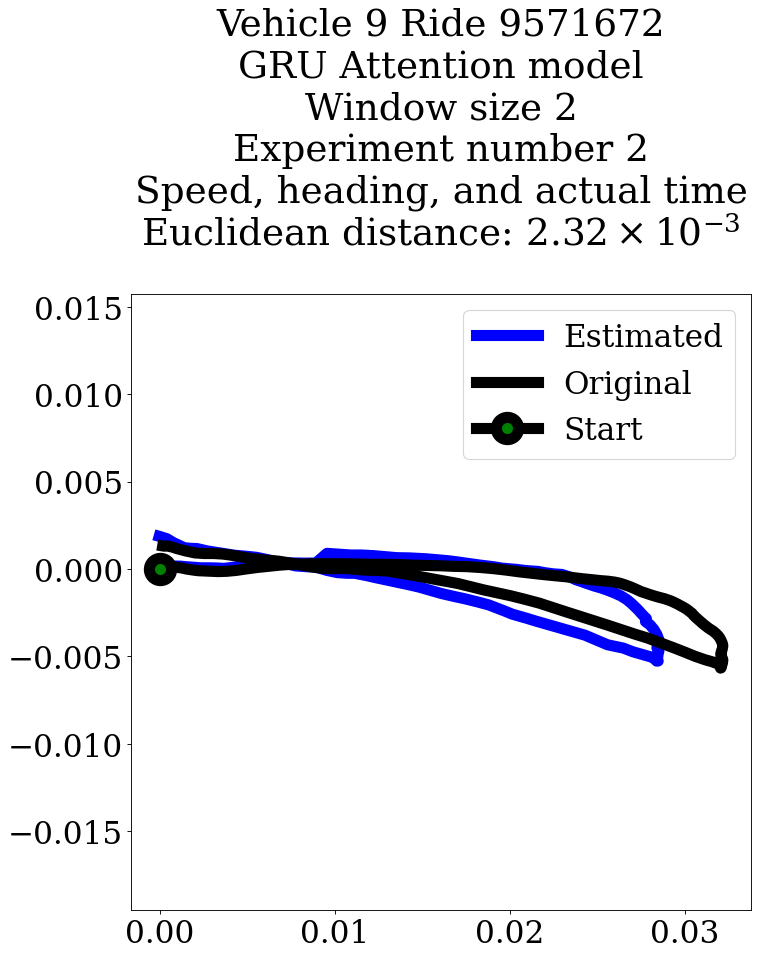 Vehicle 9 Ride 9571672
GRU Attention model
Window size 2
Experiment number 2
Speed, heading, and actual time
Euclidean distance: 2.32 × 10⁻³
Estimated
Original
Start
0.015
0.010
0.005
0.000
−0.005
−0.010
−0.015
0.00 0.01 0.02 0.03